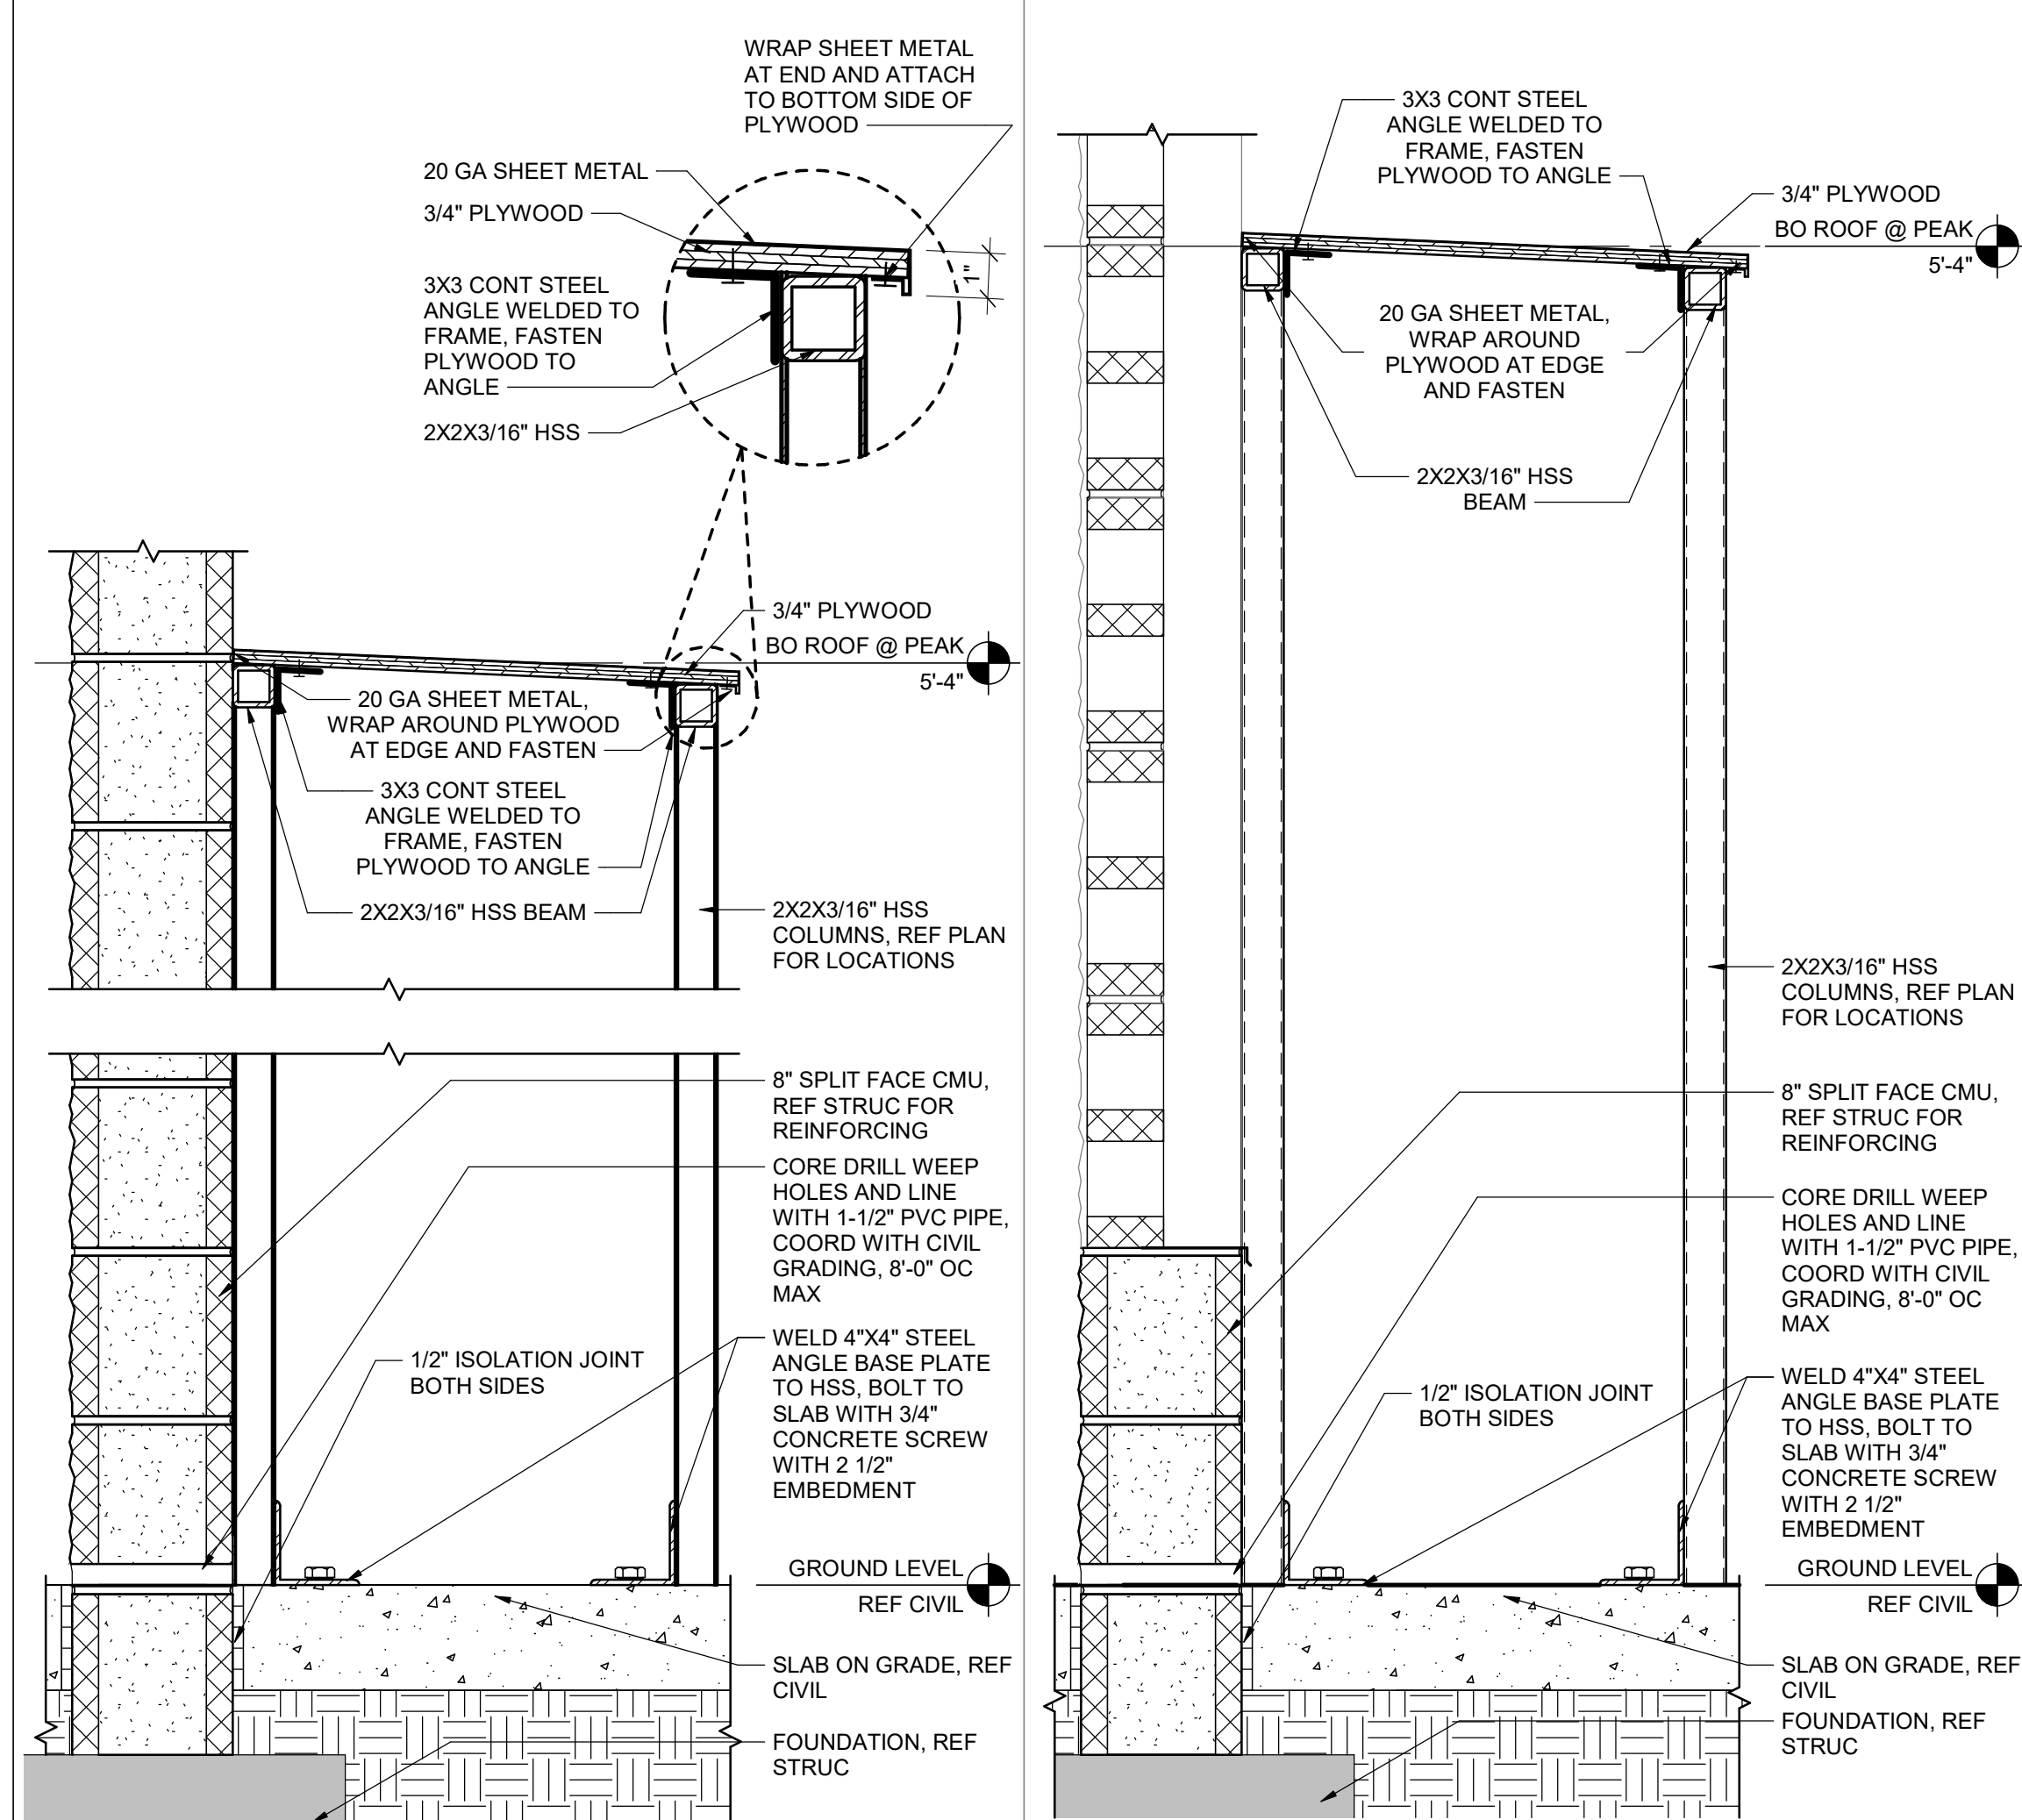 WRAP SHEET METAL
AT END AND ATTACH
TO BOTTOM SIDE OF
PLYWOOD
20 GA SHEET METAL
3/4" PLYWOOD
3X3 CONT STEEL
ANGLE WELDED TO
FRAME, FASTEN
PLYWOOD TO
ANGLE
2X2X3/16" HSS
1"
3/4" PLYWOOD
BO ROOF @ PEAK
5'-4"
20 GA SHEET METAL,
WRAP AROUND PLYWOOD
AT EDGE AND FASTEN
3X3 CONT STEEL
ANGLE WELDED TO
FRAME, FASTEN
PLYWOOD TO ANGLE
2X2X3/16" HSS BEAM
2X2X3/16" HSS
COLUMNS, REF PLAN
FOR LOCATIONS
8" SPLIT FACE CMU,
REF STRUC FOR
REINFORCING
CORE DRILL WEEP
HOLES AND LINE
WITH 1-1/2" PVC PIPE,
COORD WITH CIVIL
GRADING, 8'-0" OC
MAX
1/2" ISOLATION JOINT
BOTH SIDES
WELD 4"X4" STEEL
ANGLE BASE PLATE
TO HSS, BOLT TO
SLAB WITH 3/4"
CONCRETE SCREW
WITH 2 1/2"
EMBEDMENT
GROUND LEVEL
REF CIVIL
SLAB ON GRADE, REF
CIVIL
FOUNDATION, REF
STRUC
3X3 CONT STEEL
ANGLE WELDED TO
FRAME, FASTEN
PLYWOOD TO ANGLE
3/4" PLYWOOD
BO ROOF @ PEAK
5'-4"
20 GA SHEET METAL,
WRAP AROUND
PLYWOOD AT EDGE
AND FASTEN
2X2X3/16" HSS
BEAM
2X2X3/16" HSS
COLUMNS, REF PLAN
FOR LOCATIONS
8" SPLIT FACE CMU,
REF STRUC FOR
REINFORCING
CORE DRILL WEEP
HOLES AND LINE
WITH 1-1/2" PVC PIPE,
COORD WITH CIVIL
GRADING, 8'-0" OC
MAX
1/2" ISOLATION JOINT
BOTH SIDES
WELD 4"X4" STEEL
ANGLE BASE PLATE
TO HSS, BOLT TO
SLAB WITH 3/4"
CONCRETE SCREW
WITH 2 1/2"
EMBEDMENT
GROUND LEVEL
REF CIVIL
SLAB ON GRADE, REF
CIVIL
FOUNDATION, REF
STRUC